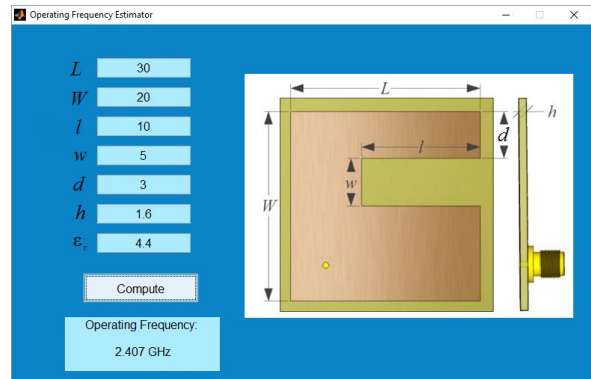 Operating Frequency Estimator
L 30
W 20
l 10
w 5
d 3
h 1.6
εr 4.4
Compute
Operating Frequency:
2.407 GHz
L
h
d
l
w
W